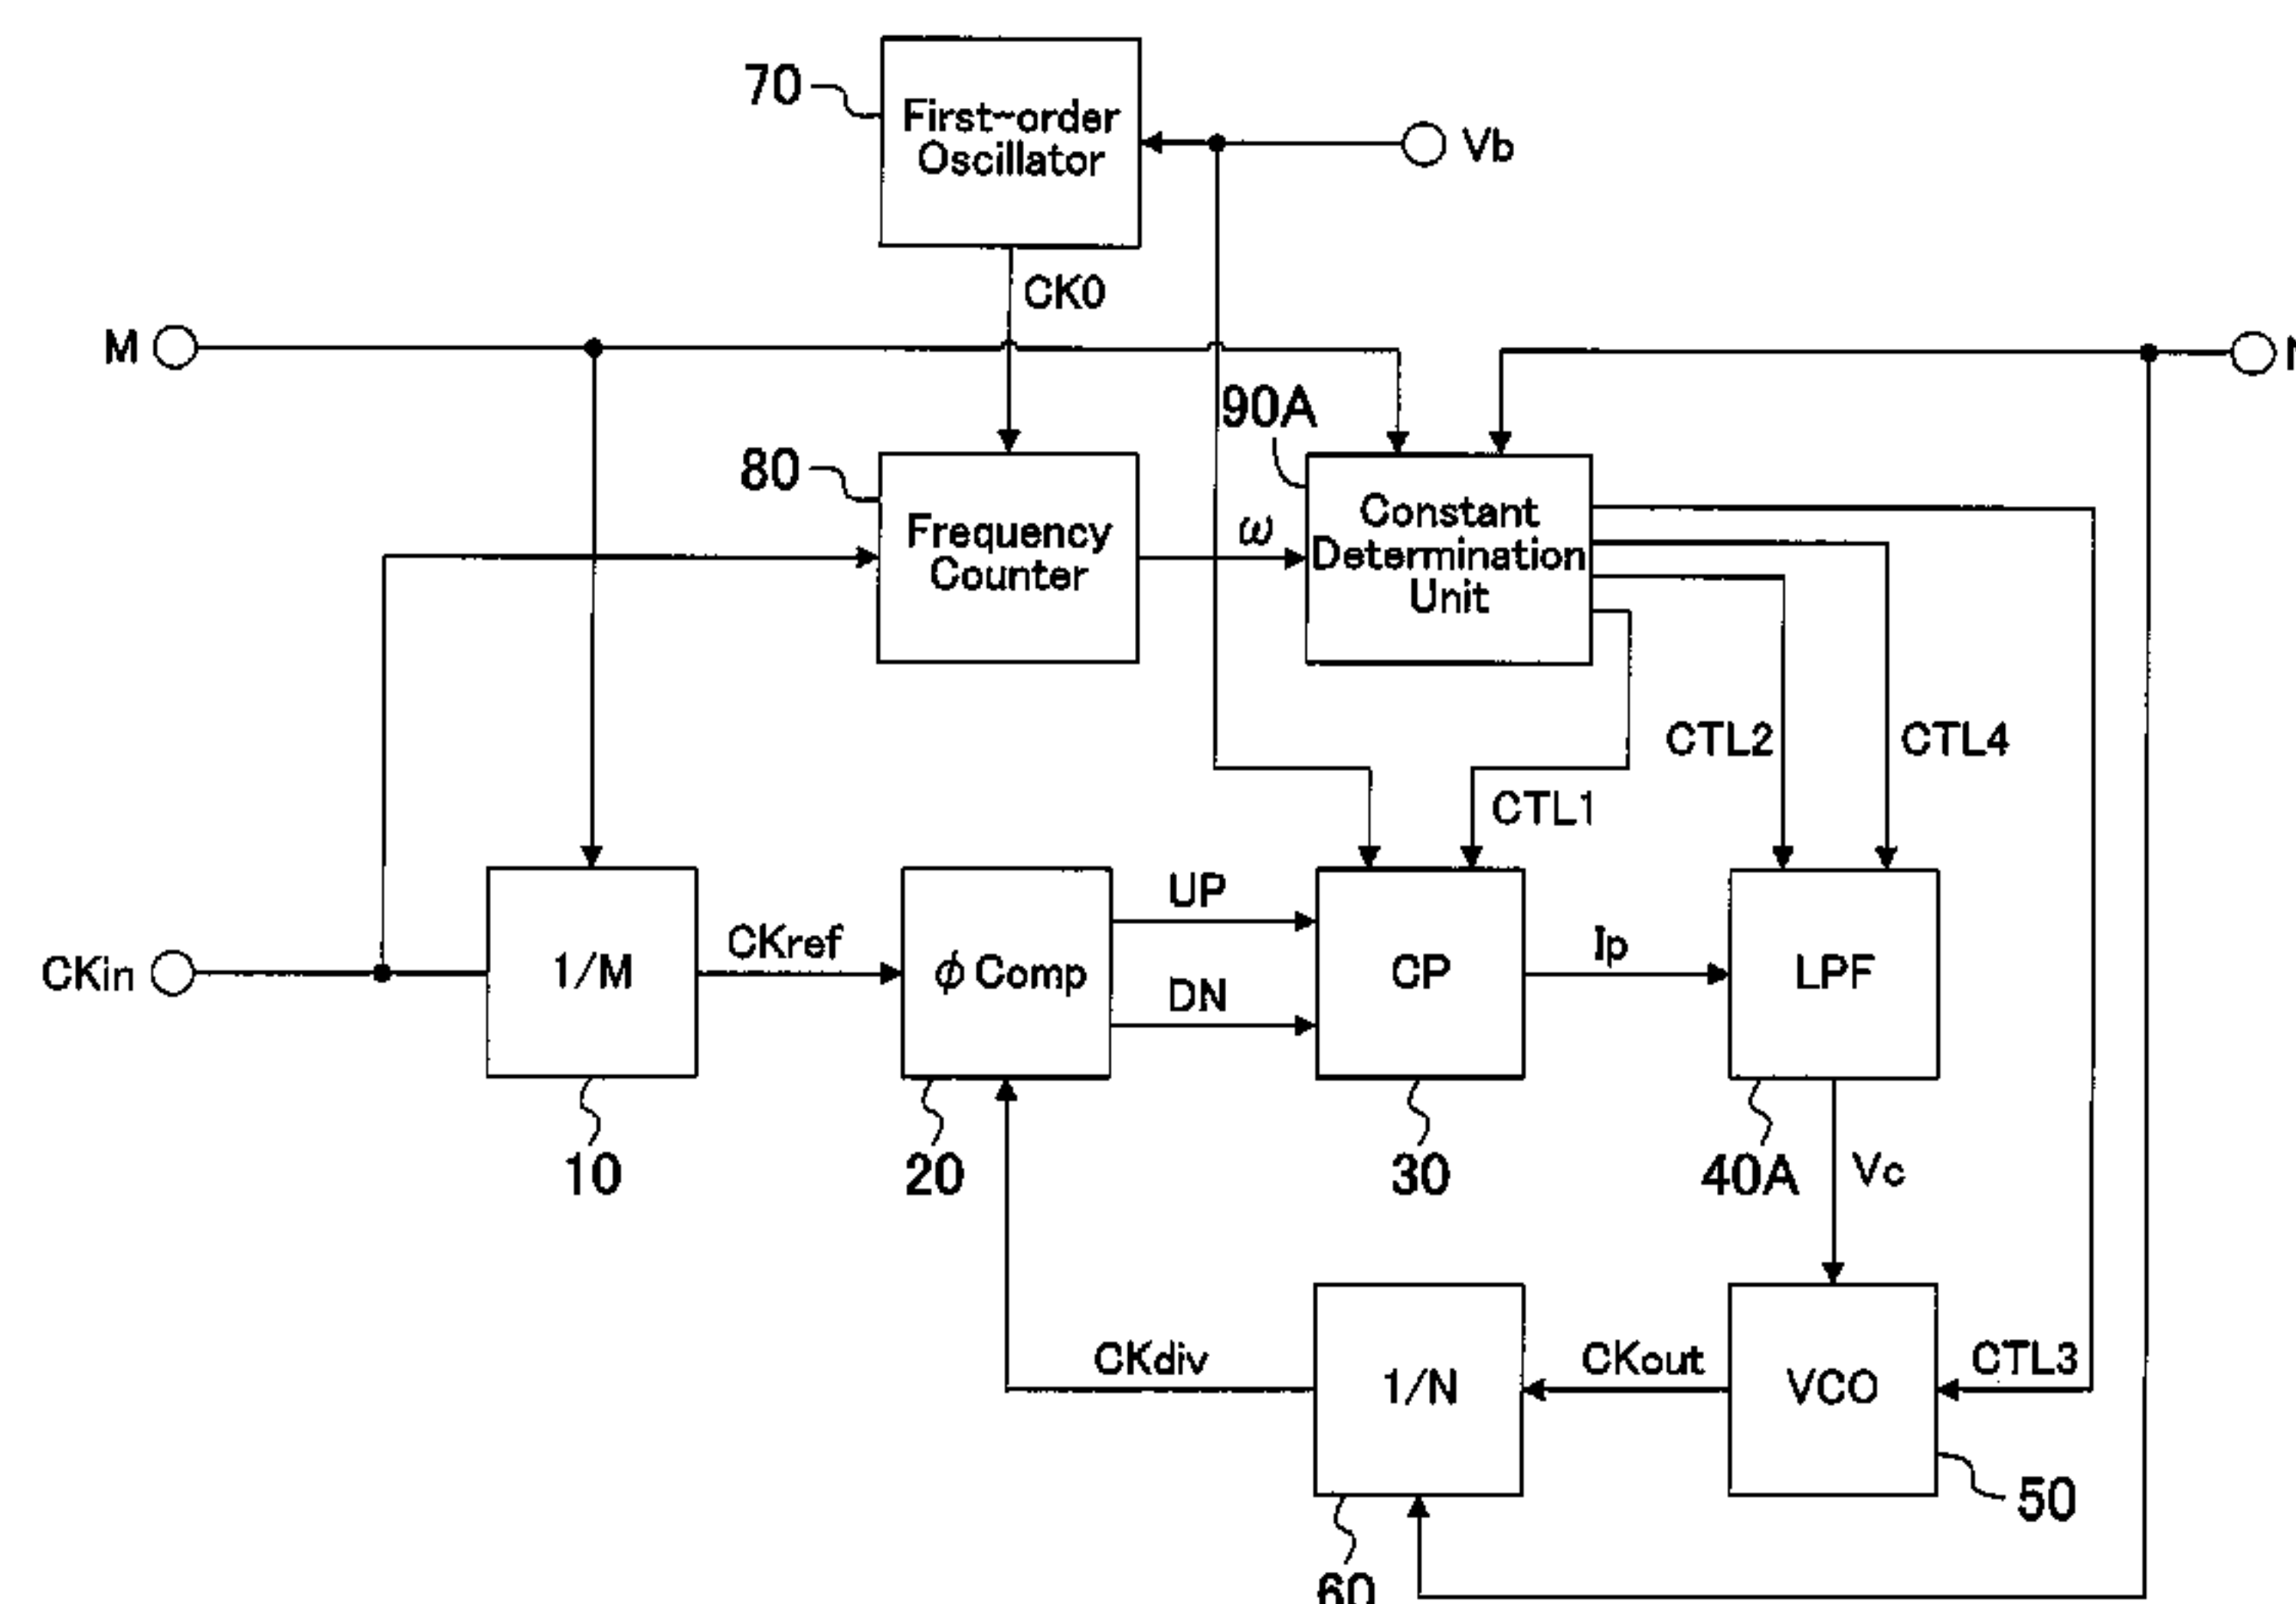 70
First-order
Oscillator
Vb
CK0
M
90A
80
Frequency
Counter
ω
Constant
Determination
Unit
CTL2
CTL4
CTL1
CKin
1/M
CKref
φ Comp
UP
DN
CP
Ip
LPF
10
20
30
40A
Vc
CKdiv
1/N
CKout
VCO
CTL3
50
60